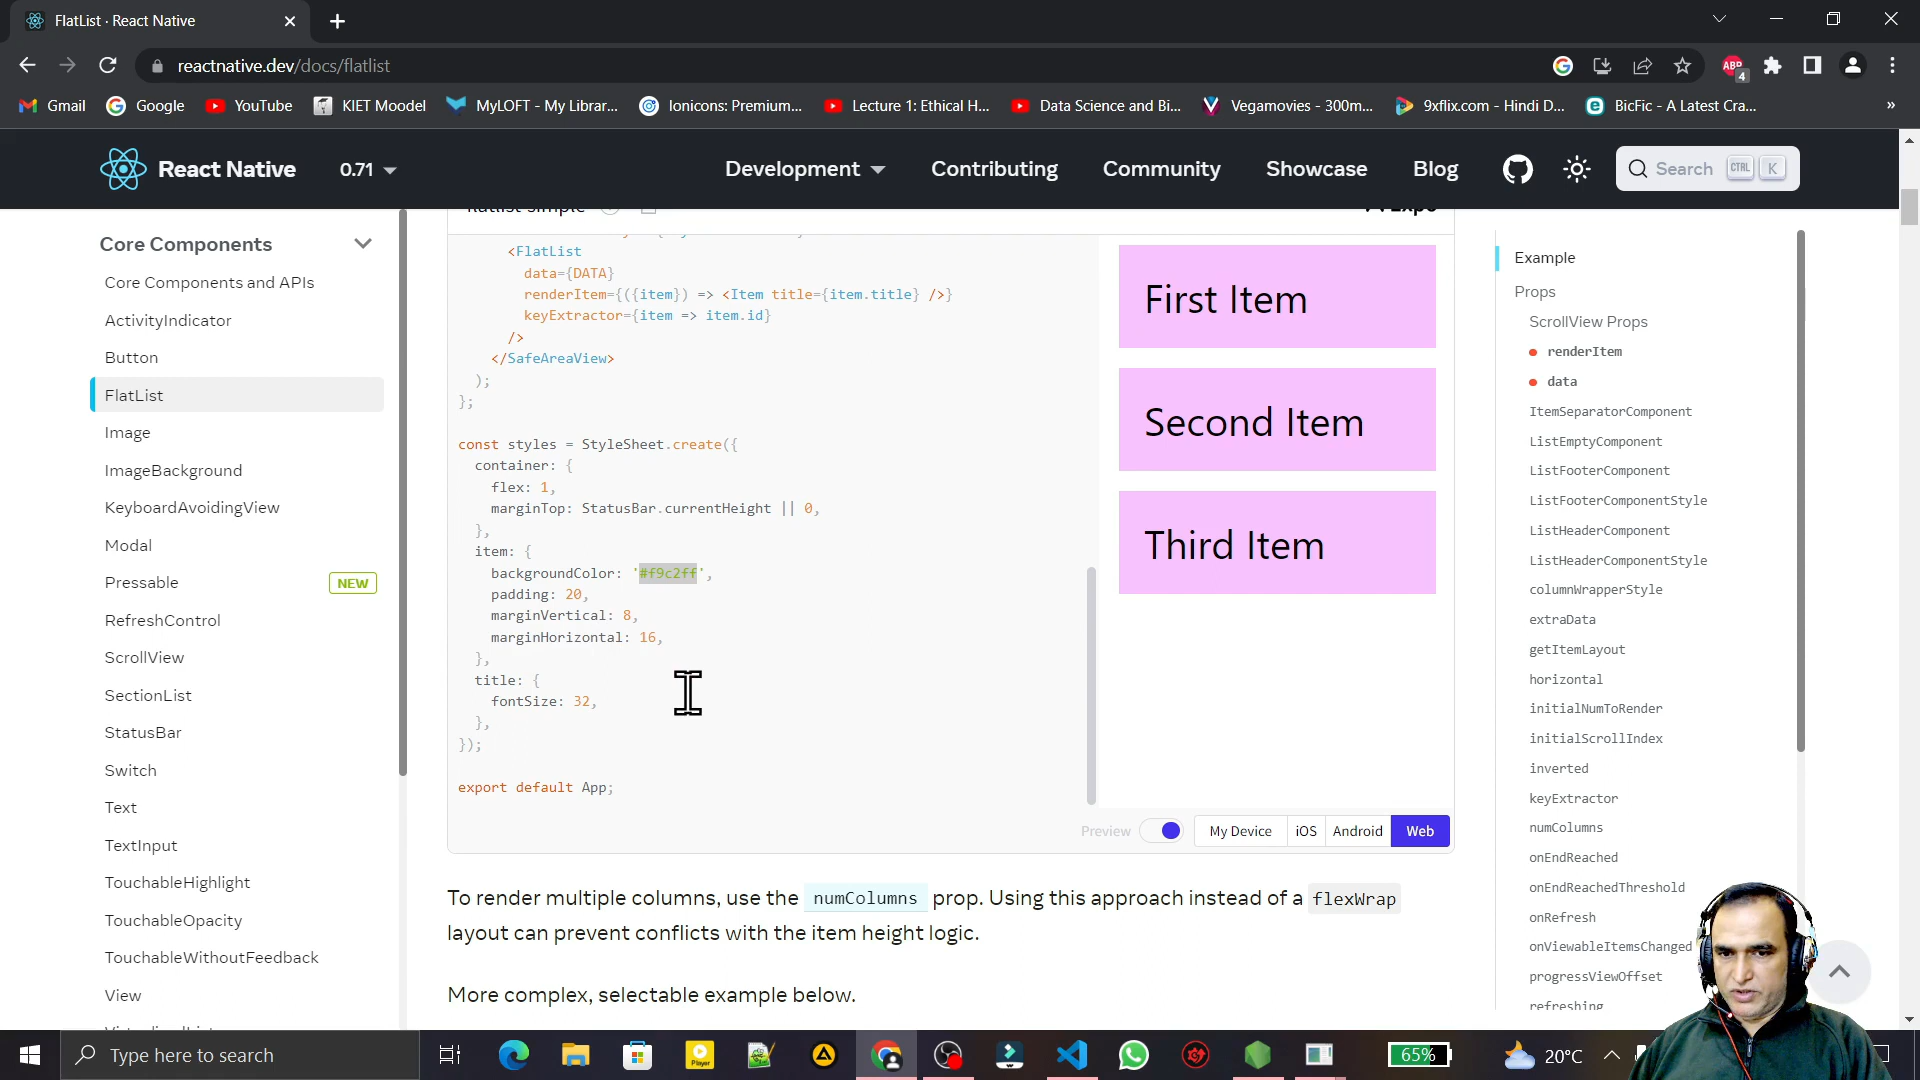 FlatList · React Native
reactnative.dev/docs/flatlist
ABP
4
Gmail
Google
YouTube
KIET Moodel
MyLOFT - My Librar...
Ionicons: Premium...
Lecture 1: Ethical H...
Data Science and Bi...
Vegamovies - 300m...
9xflix.com - Hindi D...
BicFic - A Latest Cra...
»
React Native
0.71
Development
Contributing
Community
Showcase
Blog
Search
CTRL
K
Core Components
Core Components and APIs
ActivityIndicator
Button
FlatList
Image
ImageBackground
KeyboardAvoidingView
Modal
Pressable
NEW
RefreshControl
ScrollView
SectionList
StatusBar
Switch
Text
TextInput
TouchableHighlight
TouchableOpacity
TouchableWithoutFeedback
View
<FlatList
data={DATA}
renderItem={({item}) => <Item title={item.title} />}
keyExtractor={item => item.id}
/>
</SafeAreaView>
);
};
const styles = StyleSheet.create({
container: {
flex: 1,
marginTop: StatusBar.currentHeight || 0,
},
item: {
backgroundColor: '#f9c2ff',
padding: 20,
marginVertical: 8,
marginHorizontal: 16,
},
title: {
fontSize: 32,
},
});
export default App;
First Item
Second Item
Third Item
Preview
My Device
iOS
Android
Web
To render multiple columns, use the numColumns prop. Using this approach instead of a flexWrap
layout can prevent conflicts with the item height logic.
More complex, selectable example below.
Example
Props
ScrollView Props
renderItem
data
ItemSeparatorComponent
ListEmptyComponent
ListFooterComponent
ListFooterComponentStyle
ListHeaderComponent
ListHeaderComponentStyle
columnWrapperStyle
extraData
getItemLayout
horizontal
initialNumToRender
initialScrollIndex
inverted
keyExtractor
numColumns
onEndReached
onEndReachedThreshold
onRefresh
onViewableItemsChanged
progressViewOffset
refreshing
Type here to search
Player
65%
20°C